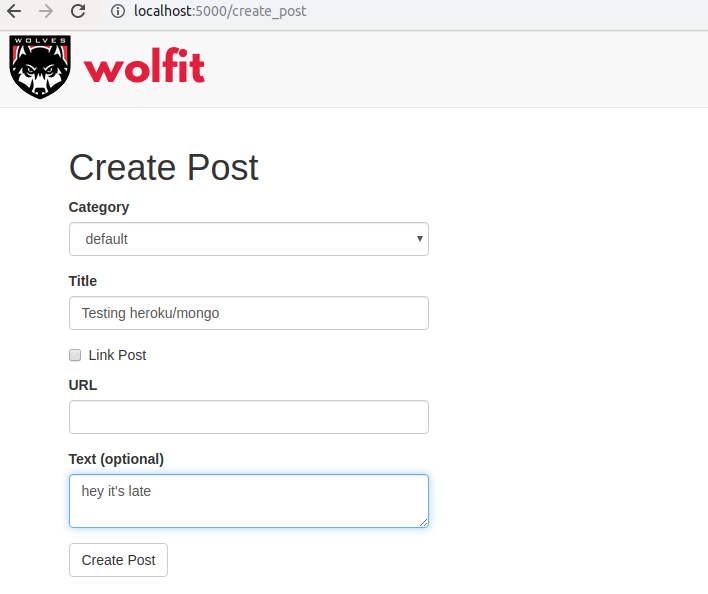 localhost:5000/create_post
WOLVES
wolfit
Create Post
Category
default
Title
Testing heroku/mongo
Link Post
URL
Text (optional)
hey it's late
Create Post